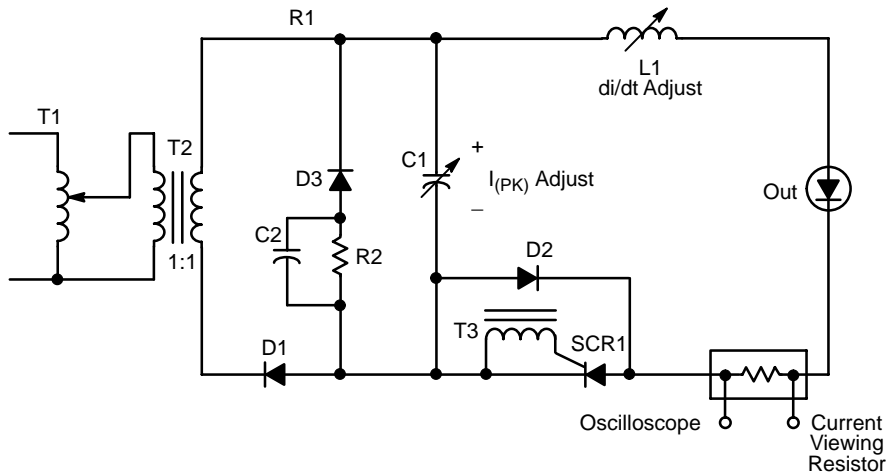 R1
L1
di/dt Adjust
T1
T2
C1
+
I(PK) Adjust
–
D3
Out
C2
R2
1:1
D2
T3
SCR1
D1
Oscilloscope
Current
Viewing
Resistor